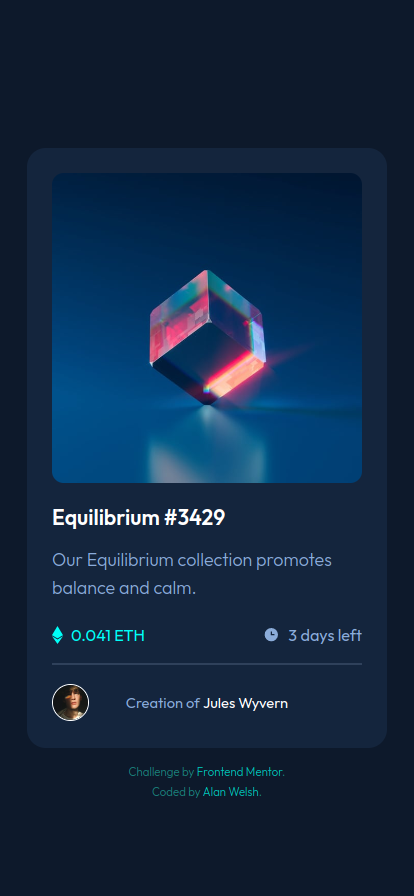 Equilibrium #3429
Our Equilibrium collection promotes
balance and calm.
0.041 ETH
3 days left
Creation of Jules Wyvern
Challenge by Frontend Mentor.
Coded by Alan Welsh.